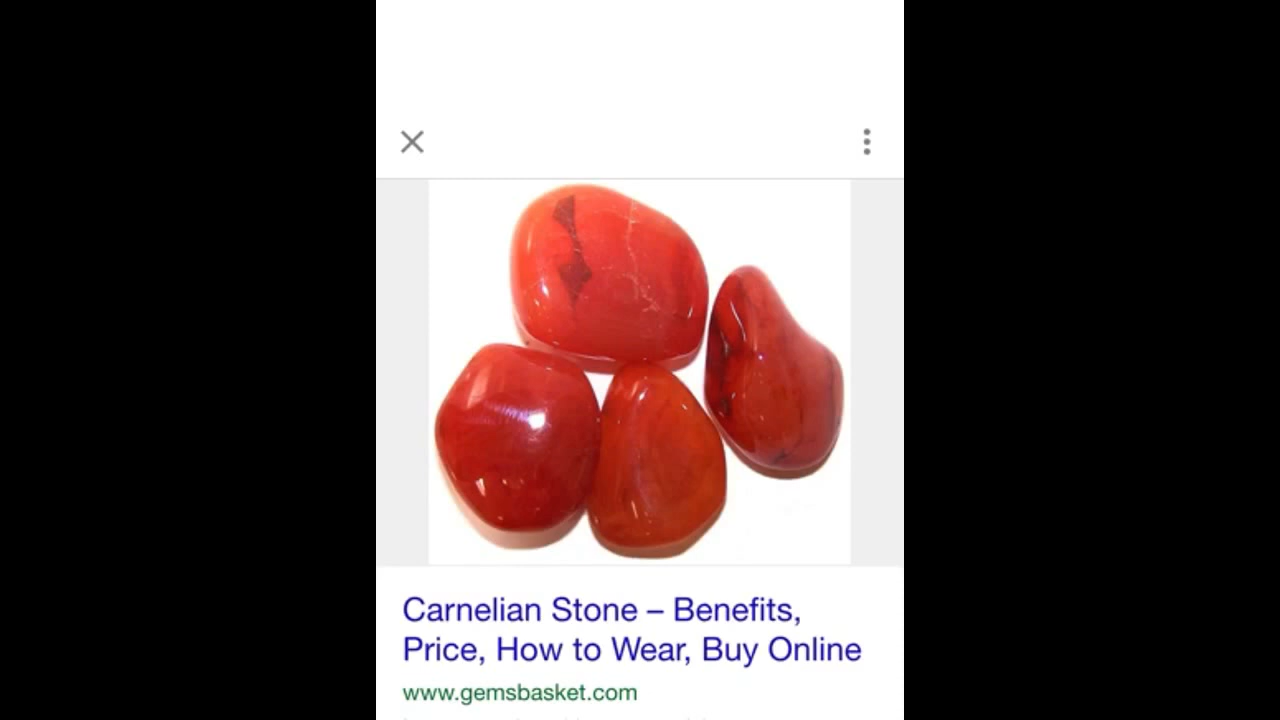 Carnelian Stone – Benefits,
Price, How to Wear, Buy Online
www.gemsbasket.com